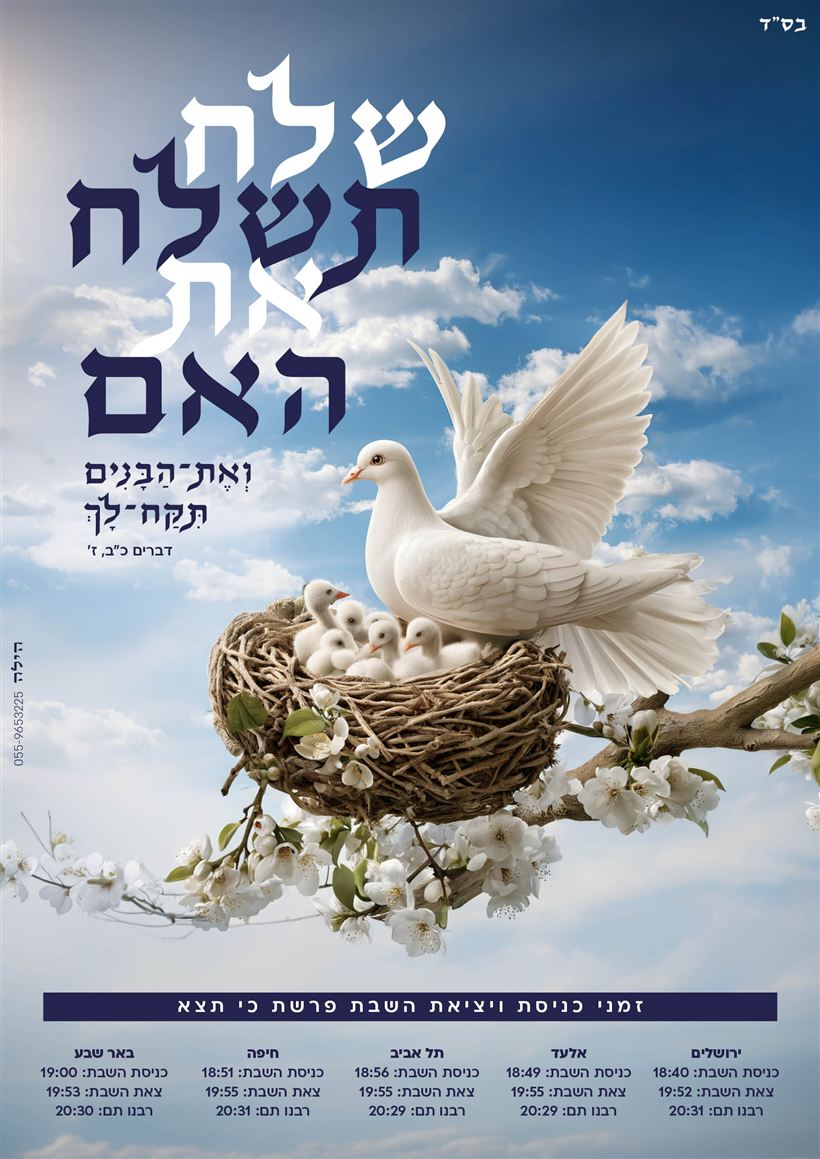 בס"ד
שלח
תשלח
את
האם
וְאֶת־הַבָּנִים
תִּקַּח־לָךְ
דברים כ"ב, ז'
הילה 055-9653225
זמני כניסת ויציאת השבת פרשת כי תצא
ירושלים
כניסת השבת: 18:40
צאת השבת: 19:52
רבנו תם: 20:31
אלעד
כניסת השבת: 18:49
צאת השבת: 19:55
רבנו תם: 20:29
תל אביב
כניסת השבת: 18:56
צאת השבת: 19:55
רבנו תם: 20:29
חיפה
כניסת השבת: 18:51
צאת השבת: 19:55
רבנו תם: 20:31
באר שבע
כניסת השבת: 19:00
צאת השבת: 19:53
רבנו תם: 20:30